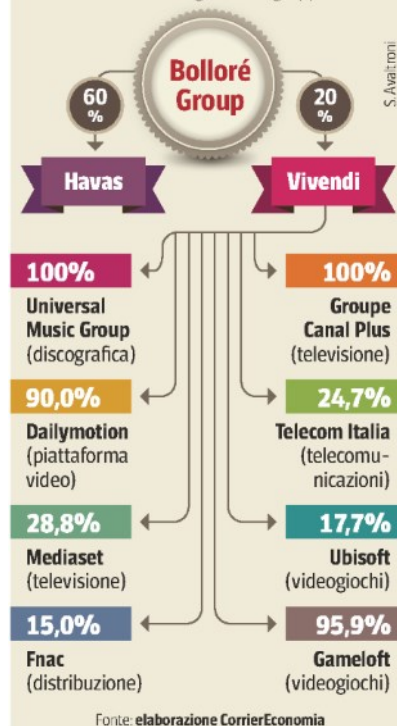 S. Avaltroni
Bolloré
Group
60
%
20
%
Havas
Vivendi
100%
Universal
Music Group
(discografica)
100%
Groupe
Canal Plus
(televisione)
90,0%
Dailymotion
(piattaforma
video)
24,7%
Telecom Italia
(telecomu-
nicazioni)
28,8%
Mediaset
(televisione)
17,7%
Ubisoft
(videogiochi)
15,0%
Fnac
(distribuzione)
95,9%
Gameloft
(videogiochi)
Fonte: elaborazione CorrierEconomia